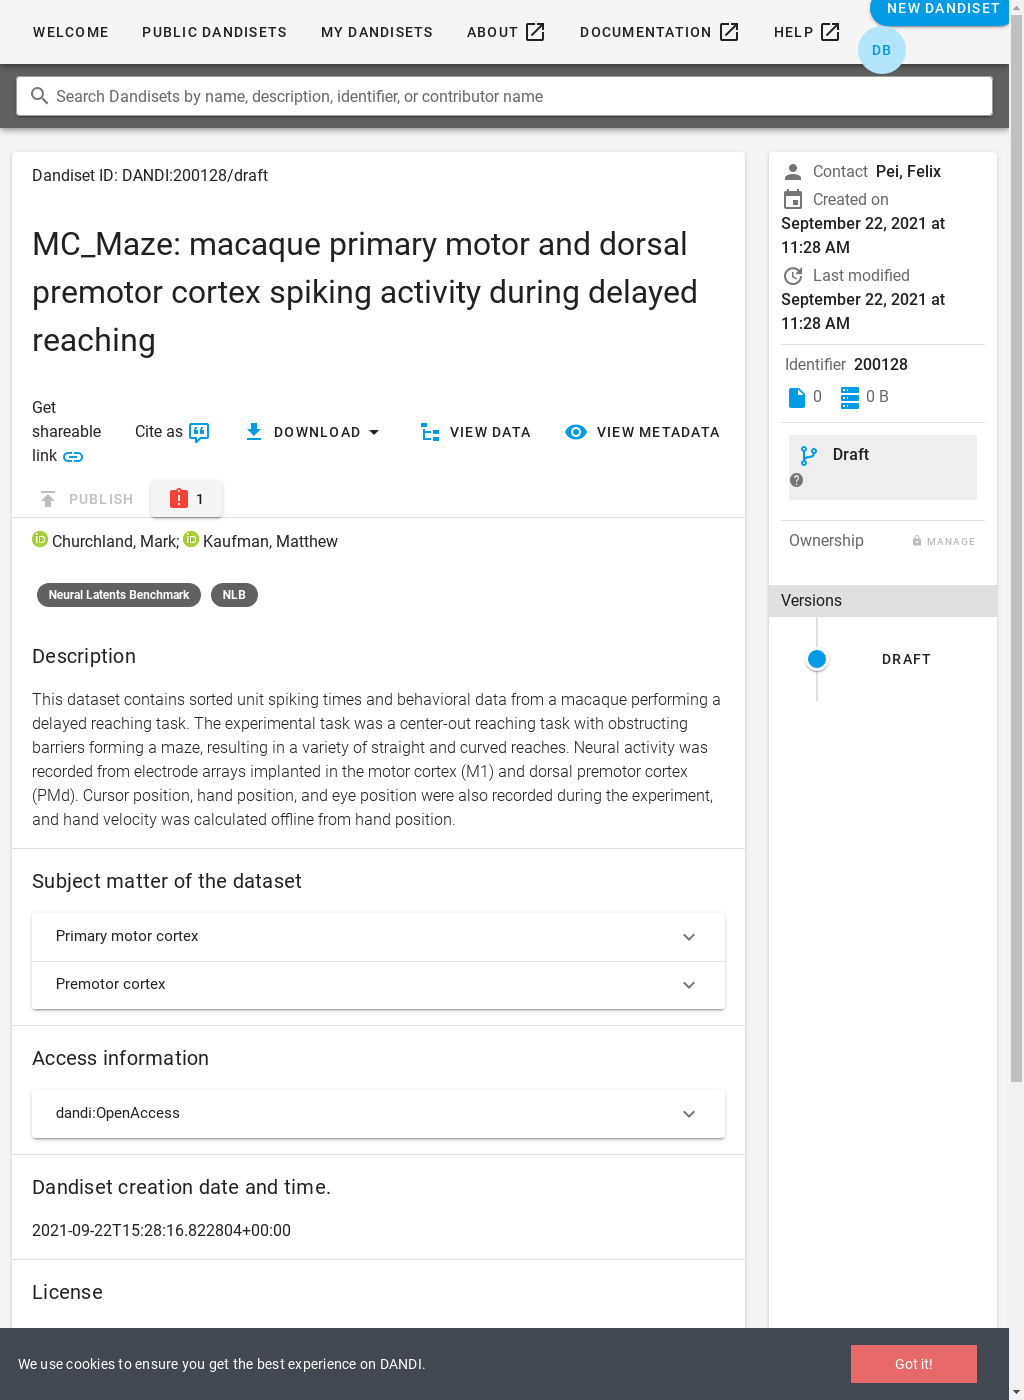 WELCOME
PUBLIC DANDISETS
MY DANDISETS
ABOUT
DOCUMENTATION
HELP
NEW DANDISET
DB
Search Dandisets by name, description, identifier, or contributor name
Dandiset ID: DANDI:200128/draft
MC_Maze: macaque primary motor and dorsal
premotor cortex spiking activity during delayed
reaching
Get
shareable
link
Cite as
DOWNLOAD
VIEW DATA
VIEW METADATA
PUBLISH
1
iD Churchland, Mark; iD Kaufman, Matthew
Neural Latents Benchmark
NLB
Description
This dataset contains sorted unit spiking times and behavioral data from a macaque performing a
delayed reaching task. The experimental task was a center-out reaching task with obstructing
barriers forming a maze, resulting in a variety of straight and curved reaches. Neural activity was
recorded from electrode arrays implanted in the motor cortex (M1) and dorsal premotor cortex
(PMd). Cursor position, hand position, and eye position were also recorded during the experiment,
and hand velocity was calculated offline from hand position.
Subject matter of the dataset
Primary motor cortex
Premotor cortex
Access information
dandi:OpenAccess
Dandiset creation date and time.
2021-09-22T15:28:16.822804+00:00
License
Contact Pei, Felix
Created on
September 22, 2021 at
11:28 AM
Last modified
September 22, 2021 at
11:28 AM
Identifier 200128
0
0 B
Draft
Ownership
MANAGE
Versions
DRAFT
We use cookies to ensure you get the best experience on DANDI.
Got it!